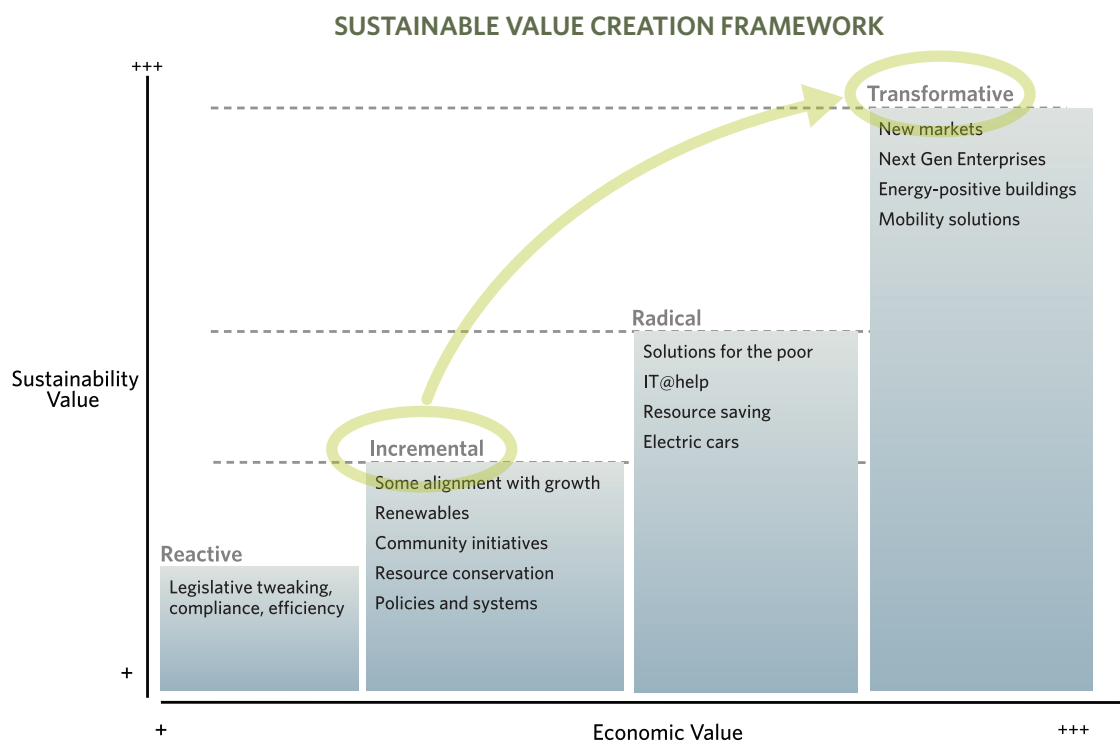 SUSTAINABLE VALUE CREATION FRAMEWORK
+++
Transformative
New markets
Next Gen Enterprises
Energy-positive buildings
Mobility solutions
Radical
Solutions for the poor
IT@help
Resource saving
Electric cars
Sustainability
Value
Incremental
Some alignment with growth
Renewables
Community initiatives
Resource conservation
Policies and systems
Reactive
Legislative tweaking,
compliance, efficiency
+
+
Economic Value
+++